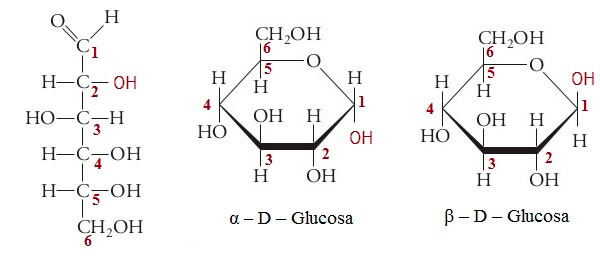 O H
C
1
H–C–OH
2
HO–C–H
3
H–C–OH
4
H–C–OH
5
CH₂OH
6
CH₂OH
6
5
O
H
H
H
4
1
OH
H
HO
OH
3
2
H
OH
α – D – Glucosa
CH₂OH
6
5
O
OH
H
H
4
1
OH
H
HO
H
3
2
H
OH
β – D – Glucosa